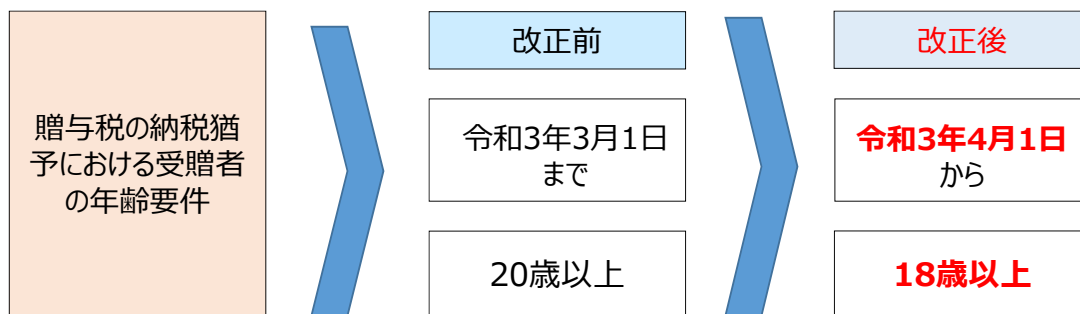 贈与税の納税猶
予における受贈者
の年齢要件
改正前
令和3年3月1日
まで
20歳以上
改正後
令和3年4月1日
から
18歳以上